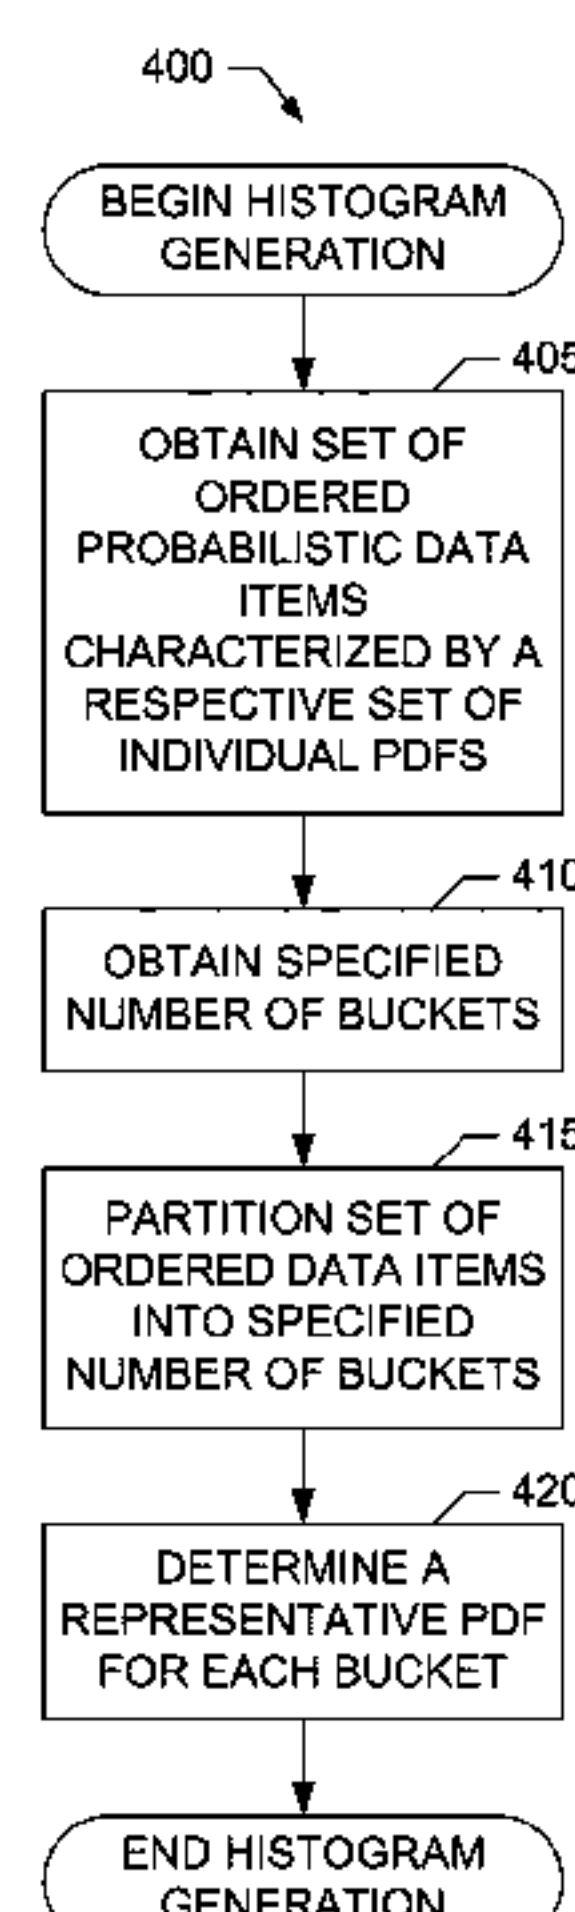 400
BEGIN HISTOGRAM
GENERATION
405
OBTAIN SET OF
ORDERED
PROBABILISTIC DATA
ITEMS
CHARACTERIZED BY A
RESPECTIVE SET OF
INDIVIDUAL PDFS
410
OBTAIN SPECIFIED
NUMBER OF BUCKETS
415
PARTITION SET OF
ORDERED DATA ITEMS
INTO SPECIFIED
NUMBER OF BUCKETS
420
DETERMINE A
REPRESENTATIVE PDF
FOR EACH BUCKET
END HISTOGRAM
GENERATION